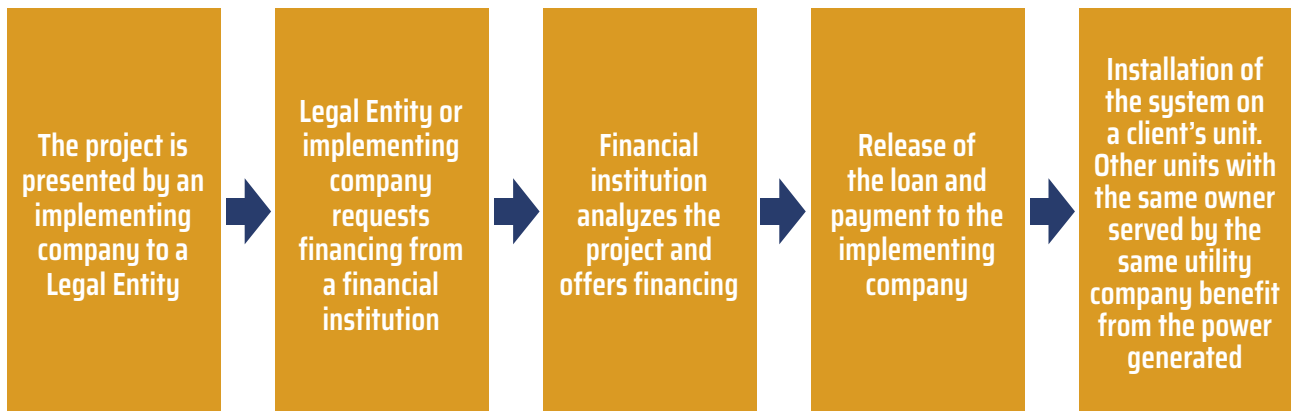 The project is
presented by an
implementing
company to a
Legal Entity
Legal Entity or
implementing
company
requests
financing from
a financial
institution
Financial
institution
analyzes the
project and
offers financing
Release of
the loan and
payment to the
implementing
company
Installation of
the system on
a client’s unit.
Other units with
the same owner
served by the
same utility
company benefit
from the power
generated